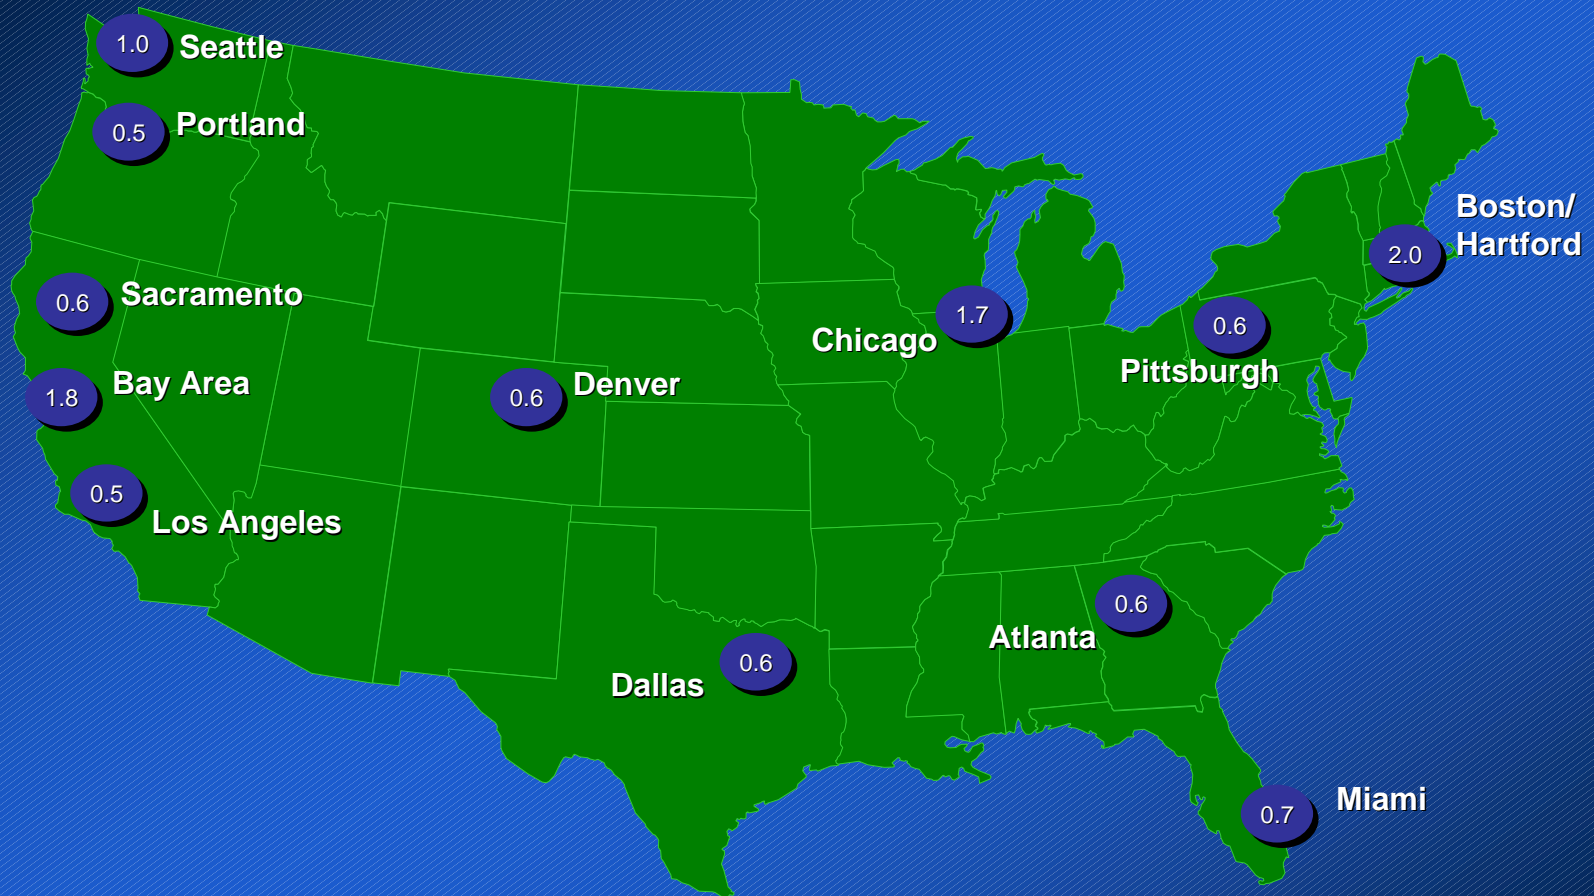 1.0 Seattle
0.5 Portland
Boston/
2.0 Hartford
0.6 Sacramento
1.7
Chicago
0.6
Pittsburgh
1.8 Bay Area
0.6 Denver
0.5
Los Angeles
0.6
Atlanta
0.6
Dallas
Miami
0.7